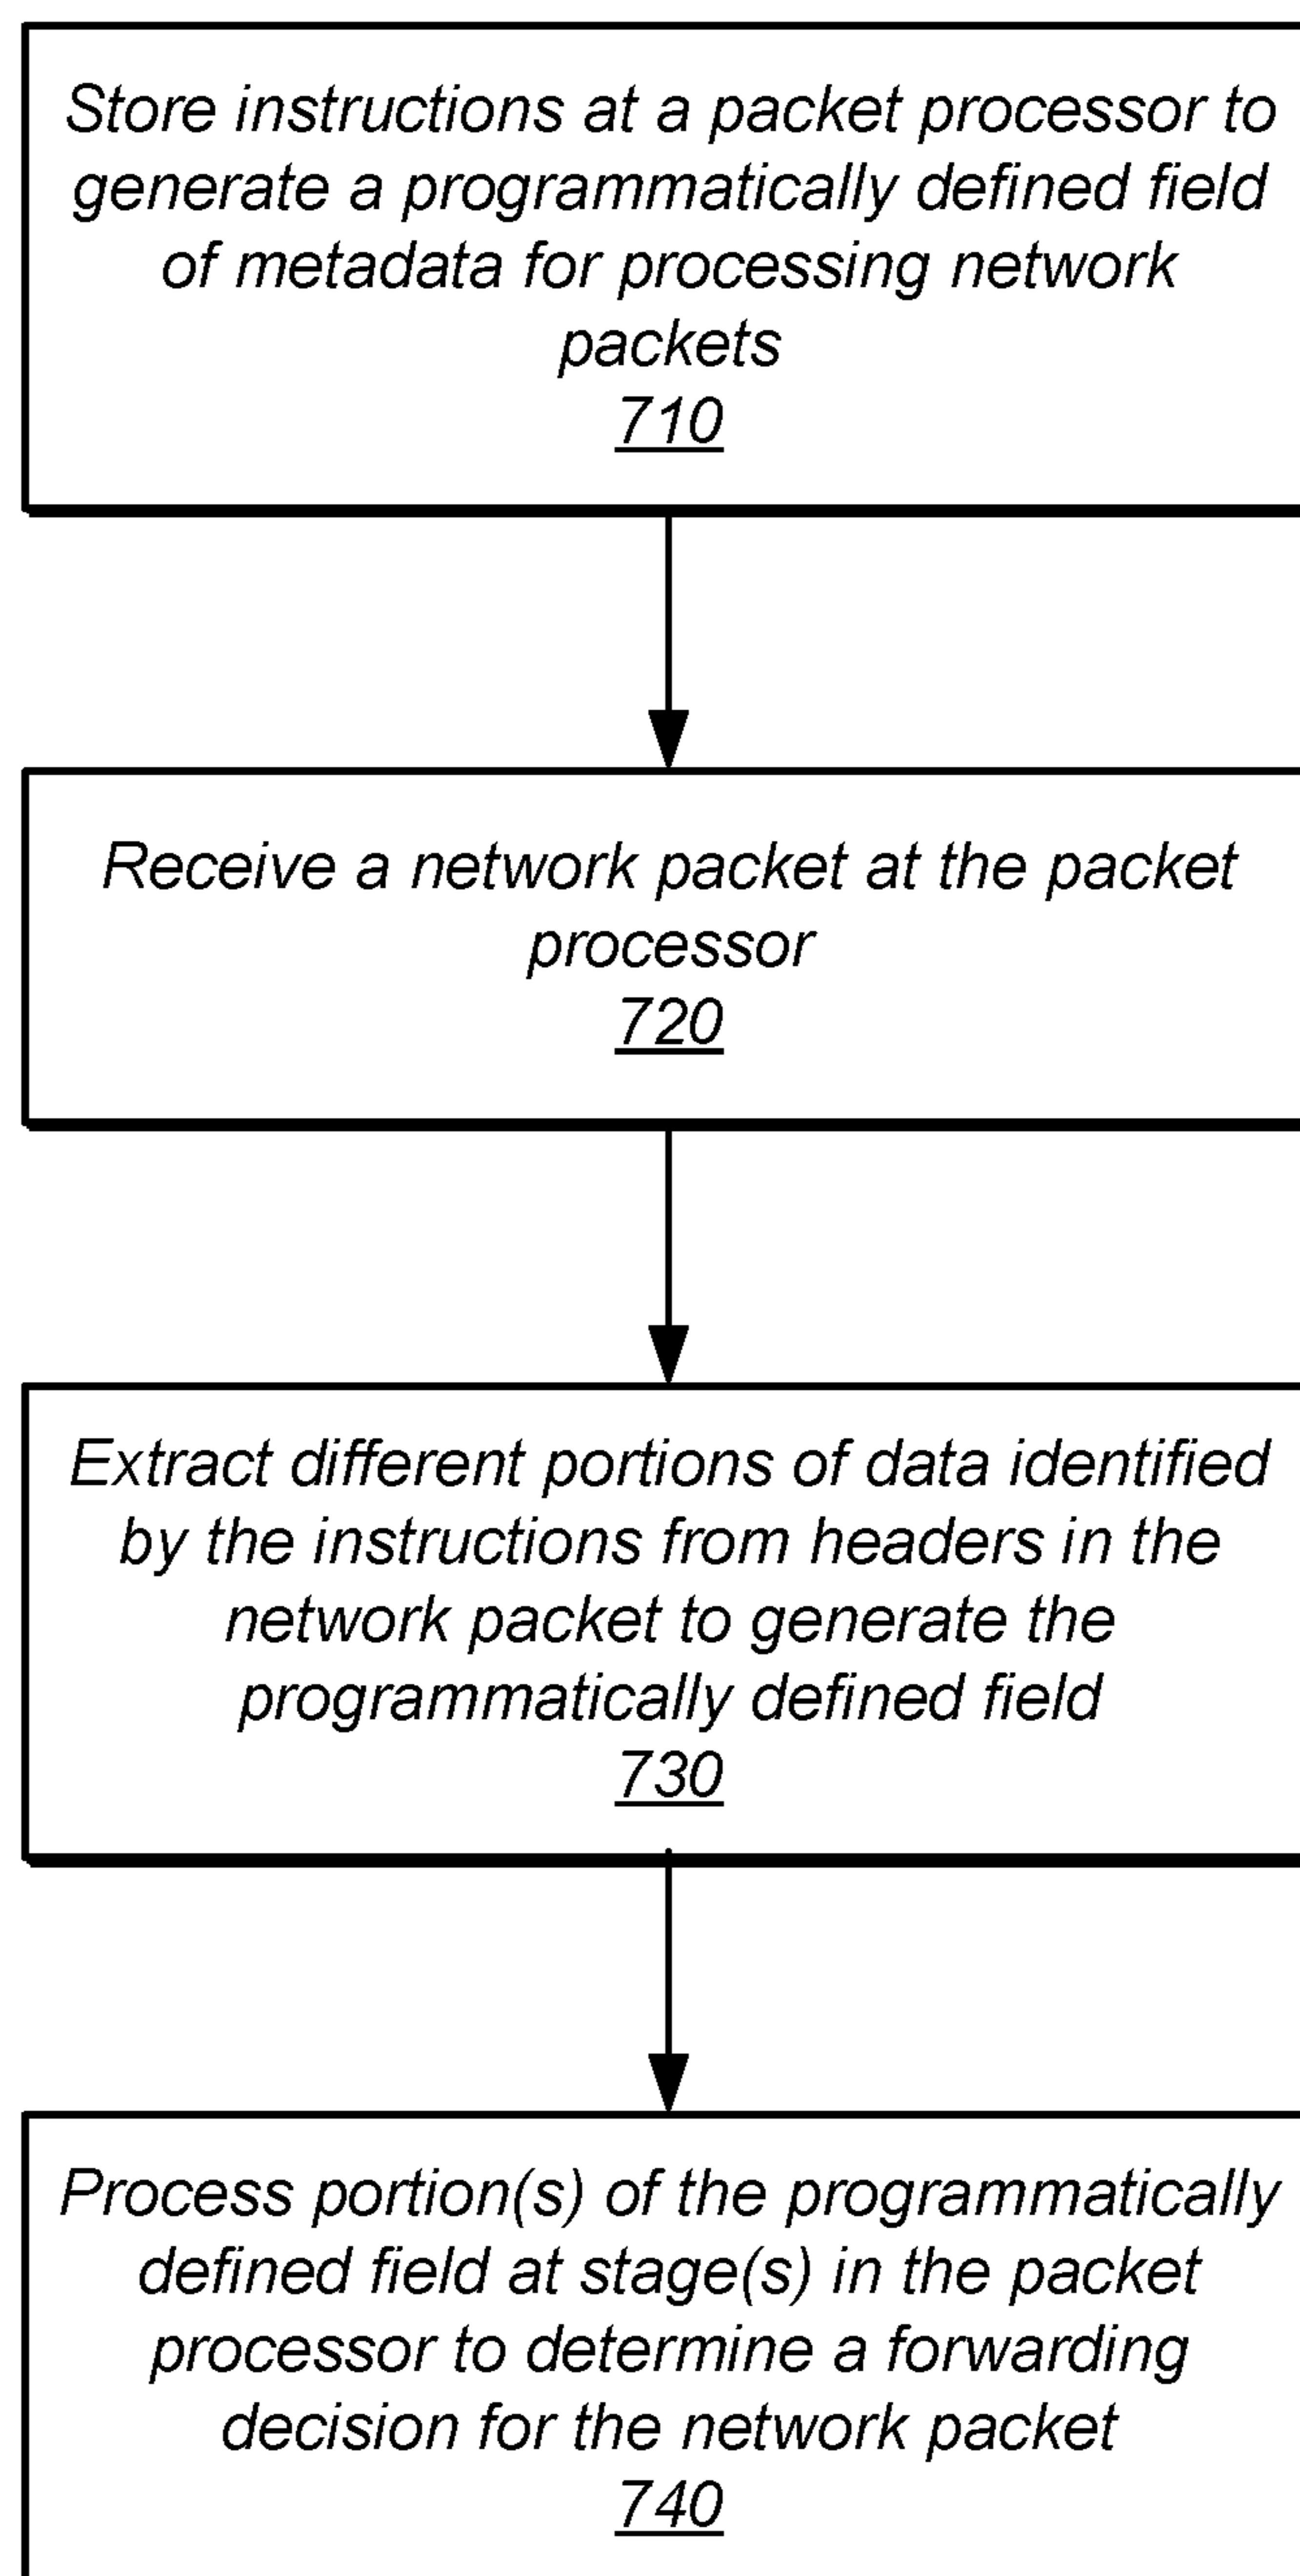 Store instructions at a packet processor to
generate a programmatically defined field
of metadata for processing network
packets
710
Receive a network packet at the packet
processor
720
Extract different portions of data identified
by the instructions from headers in the
network packet to generate the
programmatically defined field
730
Process portion(s) of the programmatically
defined field at stage(s) in the packet
processor to determine a forwarding
decision for the network packet
740